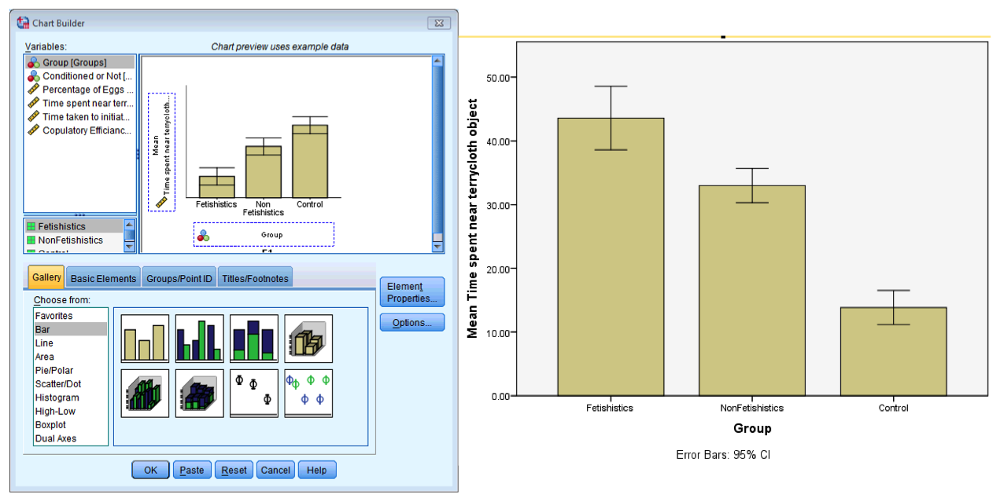 Chart Builder
Variables:
Chart preview uses example data
Group [Groups]
Conditioned or Not [...
Percentage of Eggs ...
Time spent near terr...
Time taken to initiat...
Copulatory Efficianc...
Fetishistics
NonFetishistics
Mean
Time spent near terrycloth...
Fetishistics
Non
Fetishistics
Control
Group
Gallery
Basic Elements
Groups/Point ID
Titles/Footnotes
Element
Properties...
Options...
Choose from:
Favorites
Bar
Line
Area
Pie/Polar
Scatter/Dot
Histogram
High-Low
Boxplot
Dual Axes
OK
Paste
Reset
Cancel
Help
Mean Time spent near terrycloth object
50.00
40.00
30.00
20.00
10.00
0.00
Fetishistics
NonFetishistics
Control
Group
Error Bars: 95% CI